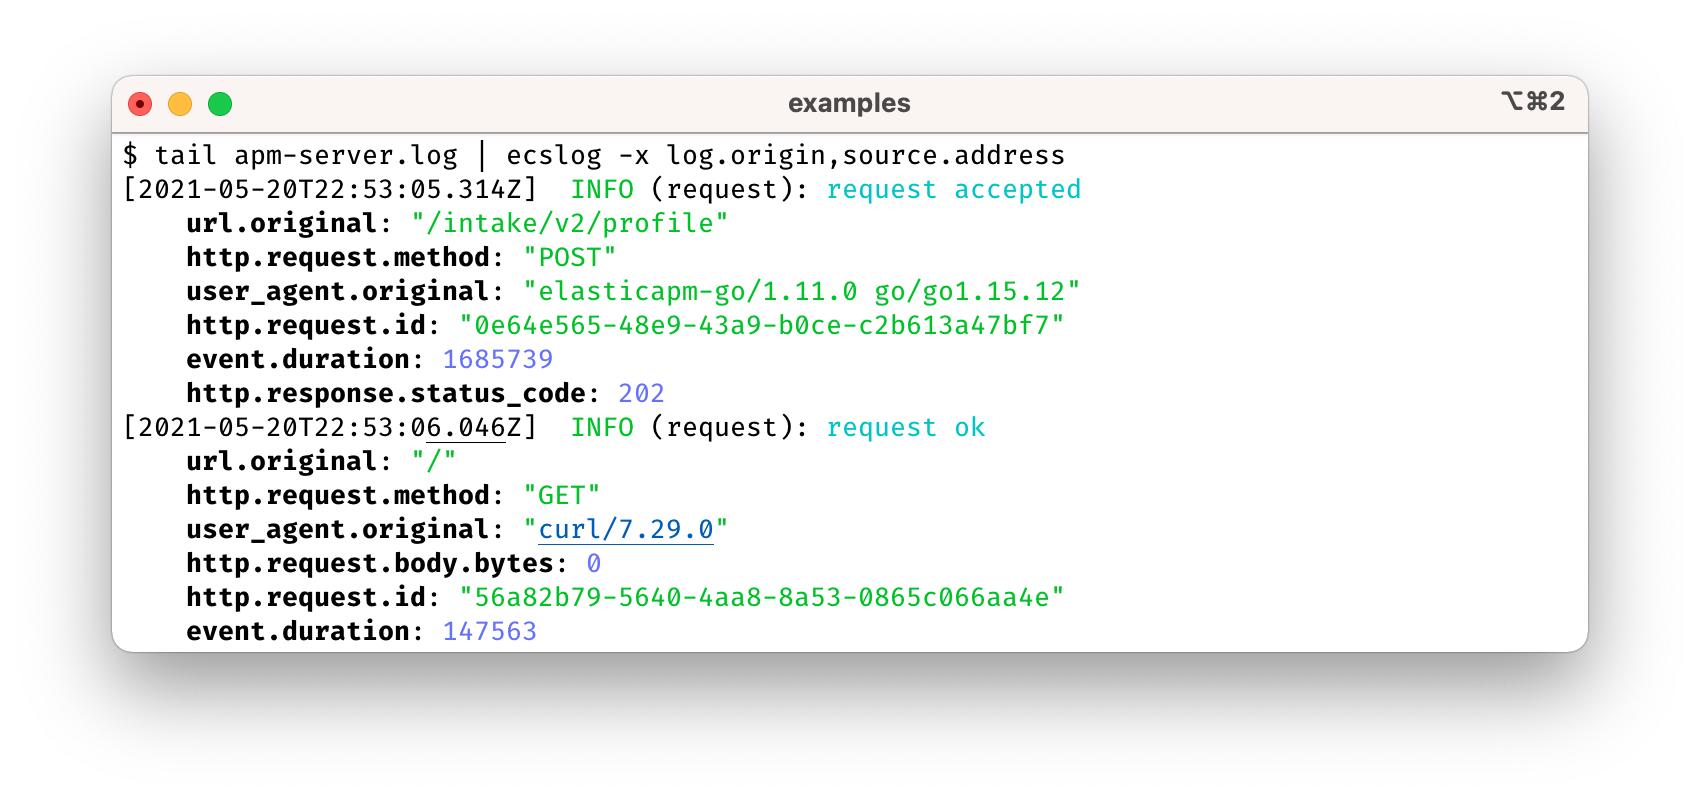 examples
⌥⌘2
$ tail apm-server.log | ecslog -x log.origin,source.address
[2021-05-20T22:53:05.314Z]  INFO (request): request accepted
    url.original: "/intake/v2/profile"
    http.request.method: "POST"
    user_agent.original: "elasticapm-go/1.11.0 go/go1.15.12"
    http.request.id: "0e64e565-48e9-43a9-b0ce-c2b613a47bf7"
    event.duration: 1685739
    http.response.status_code: 202
[2021-05-20T22:53:06.046Z]  INFO (request): request ok
    url.original: "/"
    http.request.method: "GET"
    user_agent.original: "curl/7.29.0"
    http.request.body.bytes: 0
    http.request.id: "56a82b79-5640-4aa8-8a53-0865c066aa4e"
    event.duration: 147563